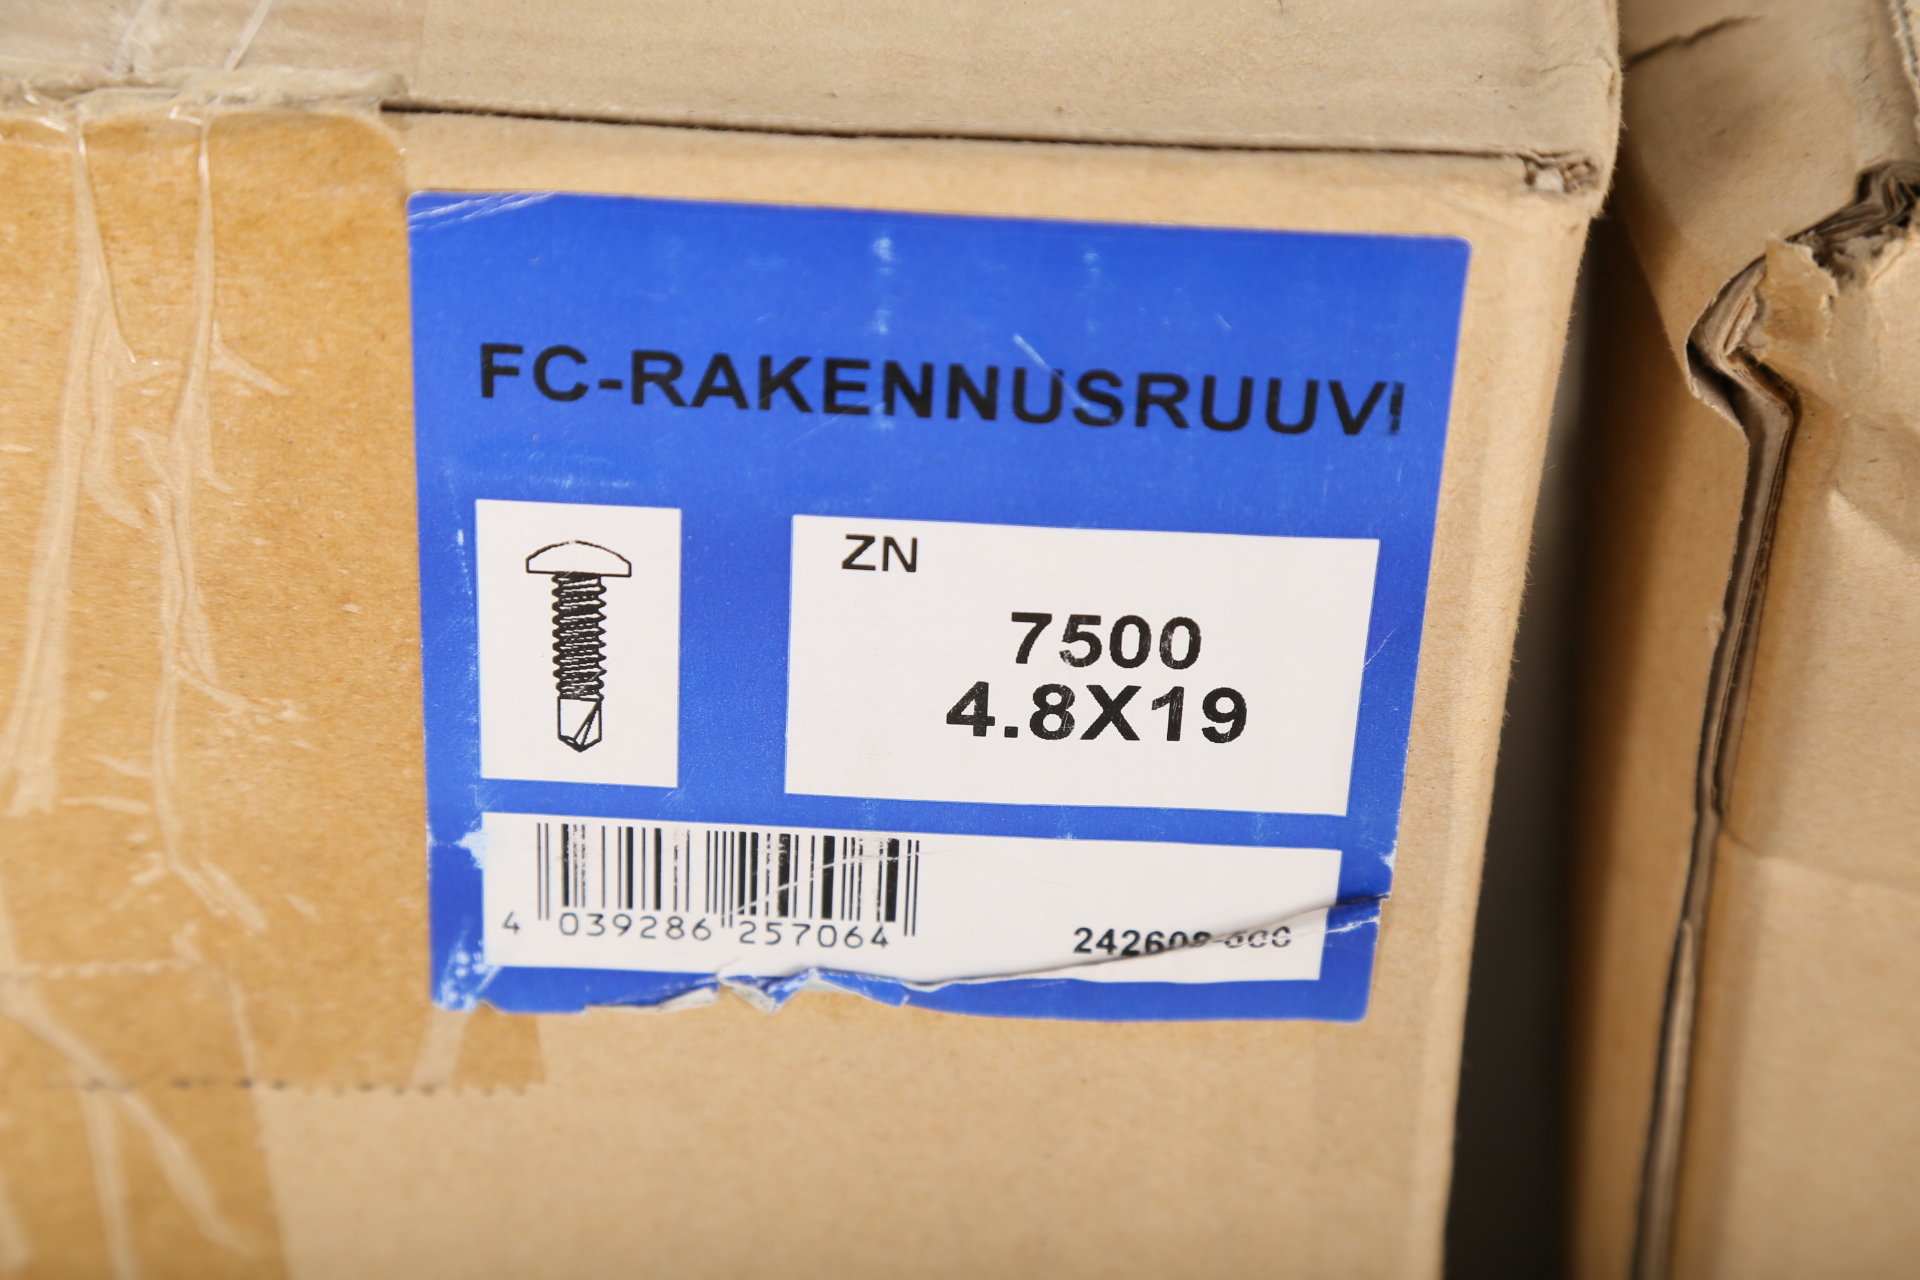 FC-RAKENNUSRUUVI
ZN
7500
4.8X19
4 039286 257064